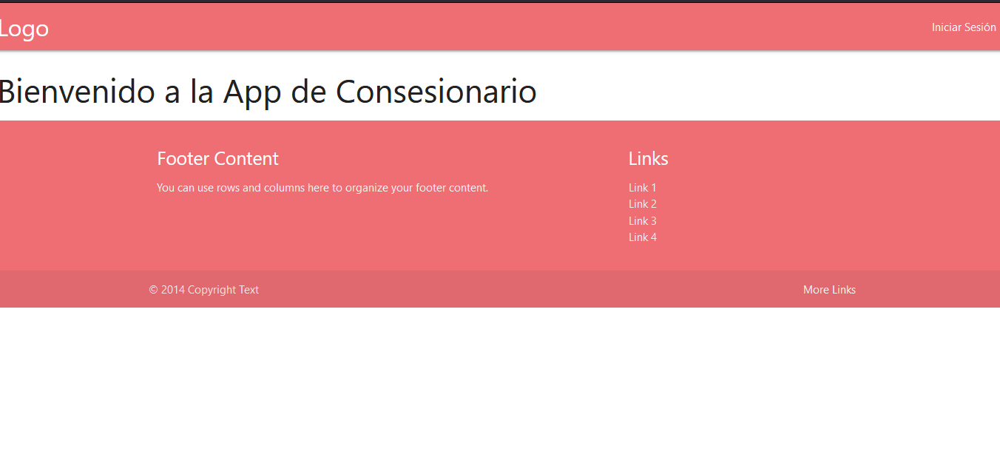 Logo
Iniciar Sesión
Bienvenido a la App de Consesionario
Footer Content
You can use rows and columns here to organize your footer content.
Links
Link 1
Link 2
Link 3
Link 4
© 2014 Copyright Text
More Links